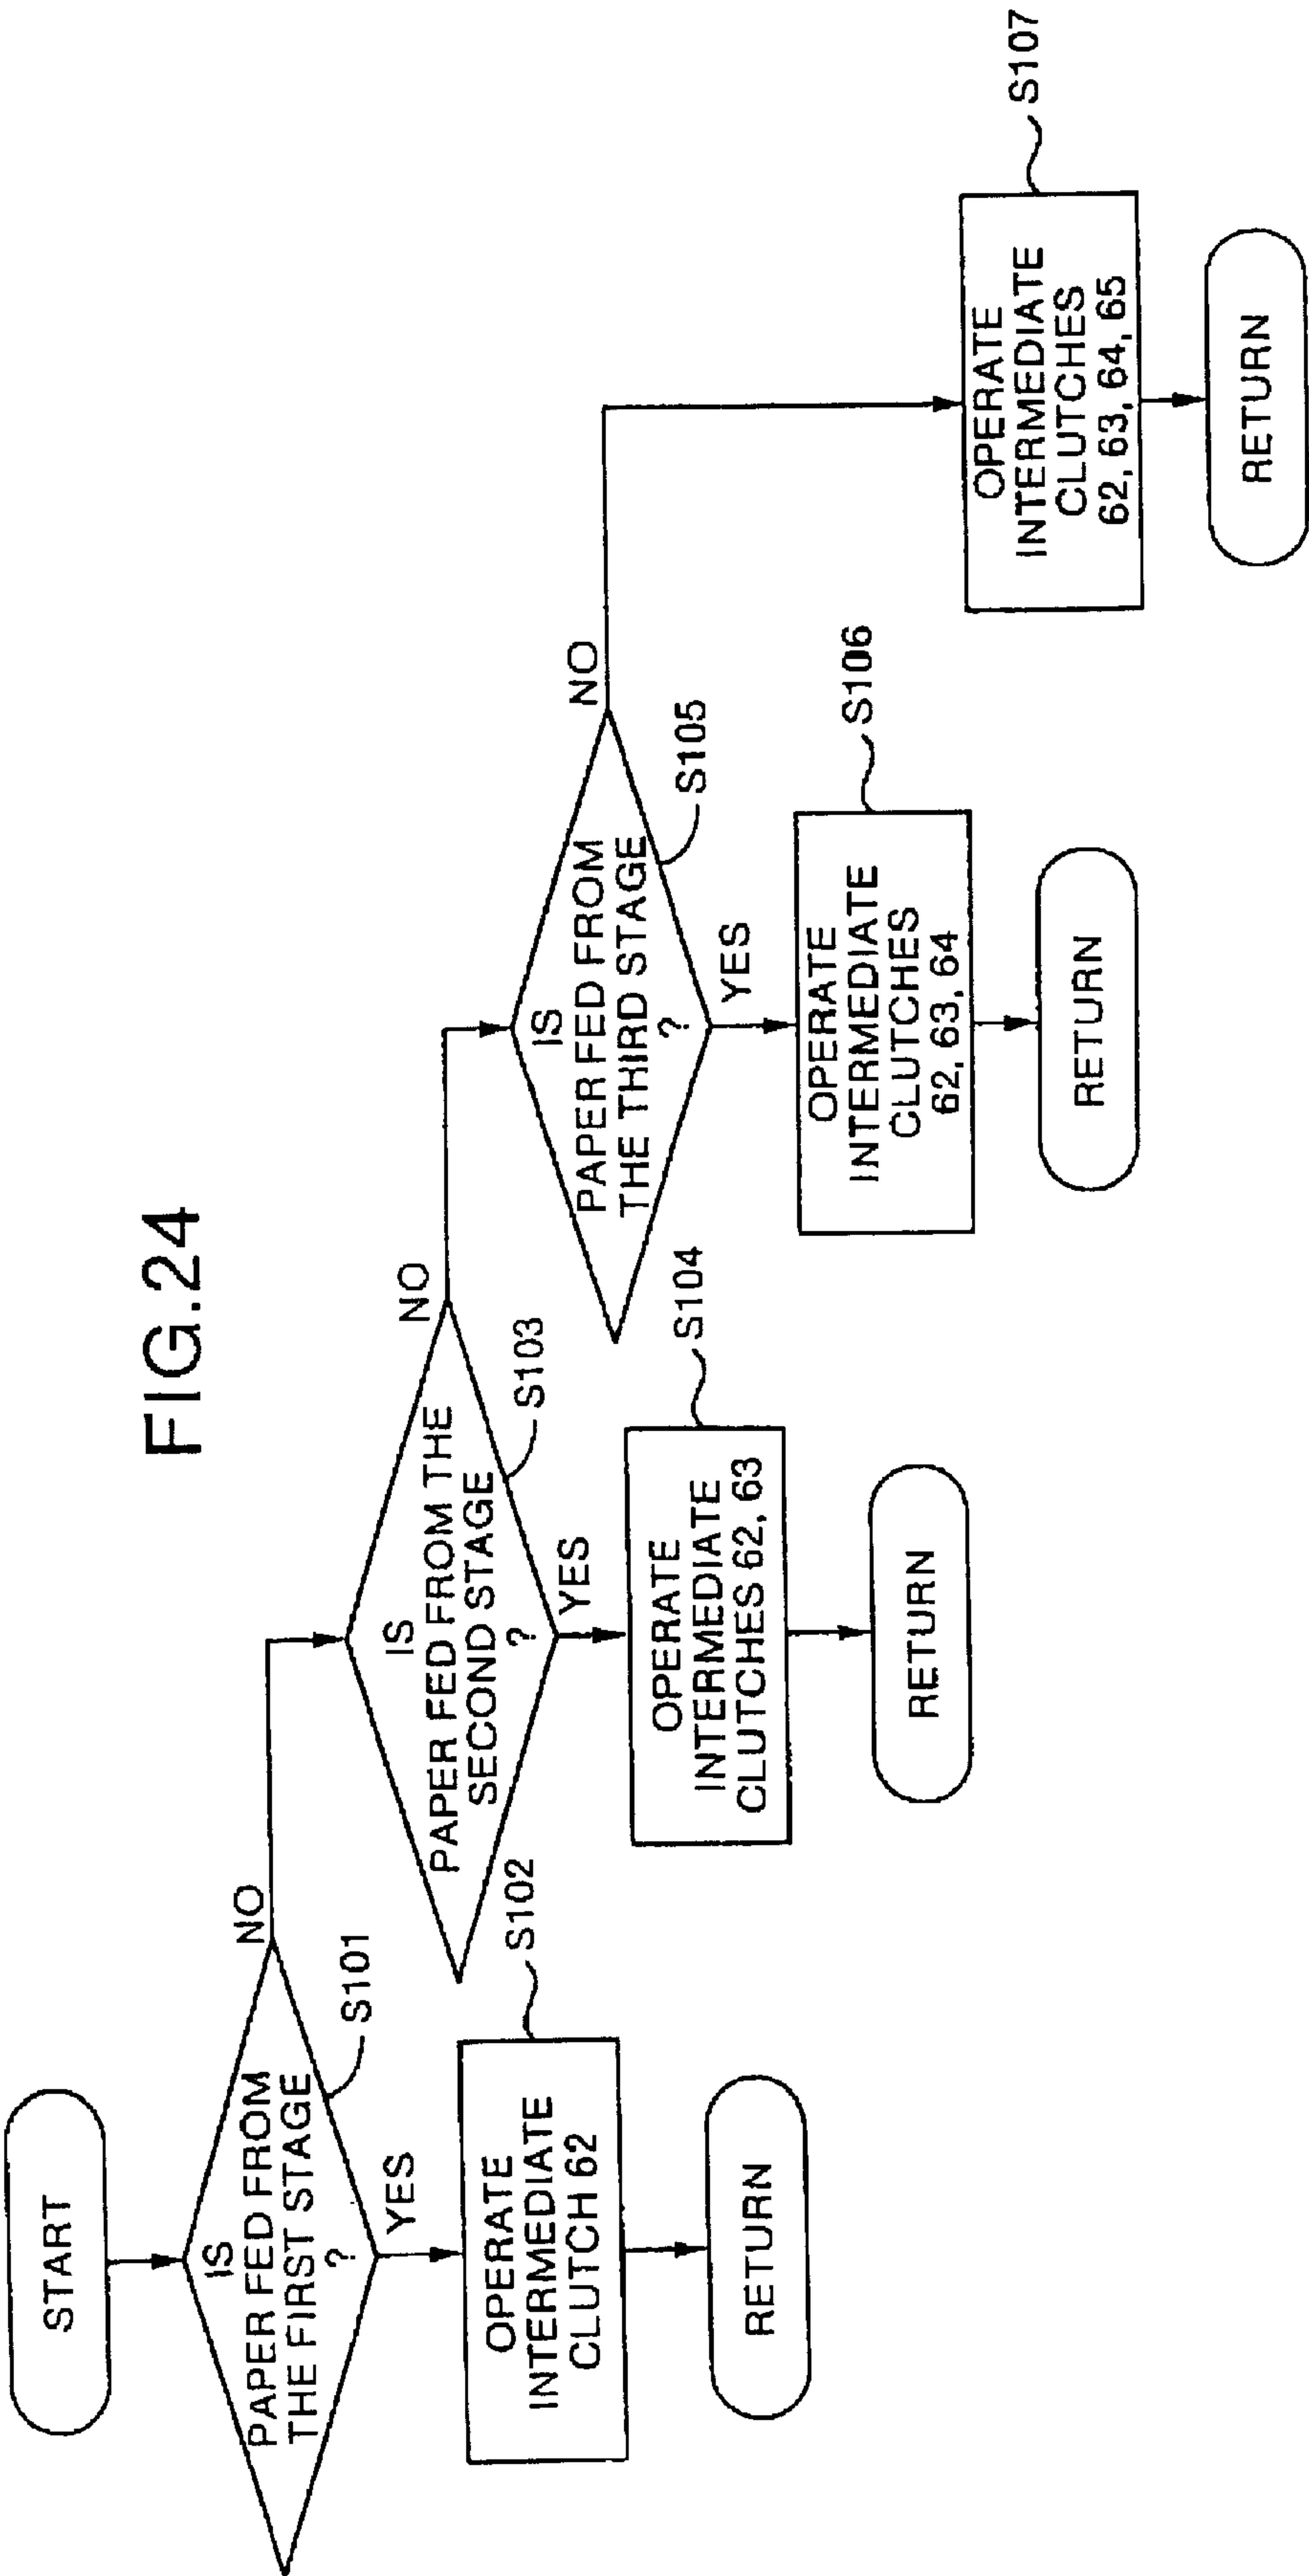 FIG.24
START
IS
PAPER FED FROM
THE FIRST STAGE
?
S101
NO
YES
OPERATE
INTERMEDIATE
CLUTCH 62
S102
RETURN
IS
PAPER FED FROM THE
SECOND STAGE
?
S103
NO
YES
OPERATE
INTERMEDIATE
CLUTCHES 62, 63
S104
RETURN
IS
PAPER FED FROM
THE THIRD STAGE
?
S105
NO
YES
OPERATE
INTERMEDIATE
CLUTCHES
62, 63, 64
S106
RETURN
OPERATE
INTERMEDIATE
CLUTCHES
62, 63, 64, 65
S107
RETURN